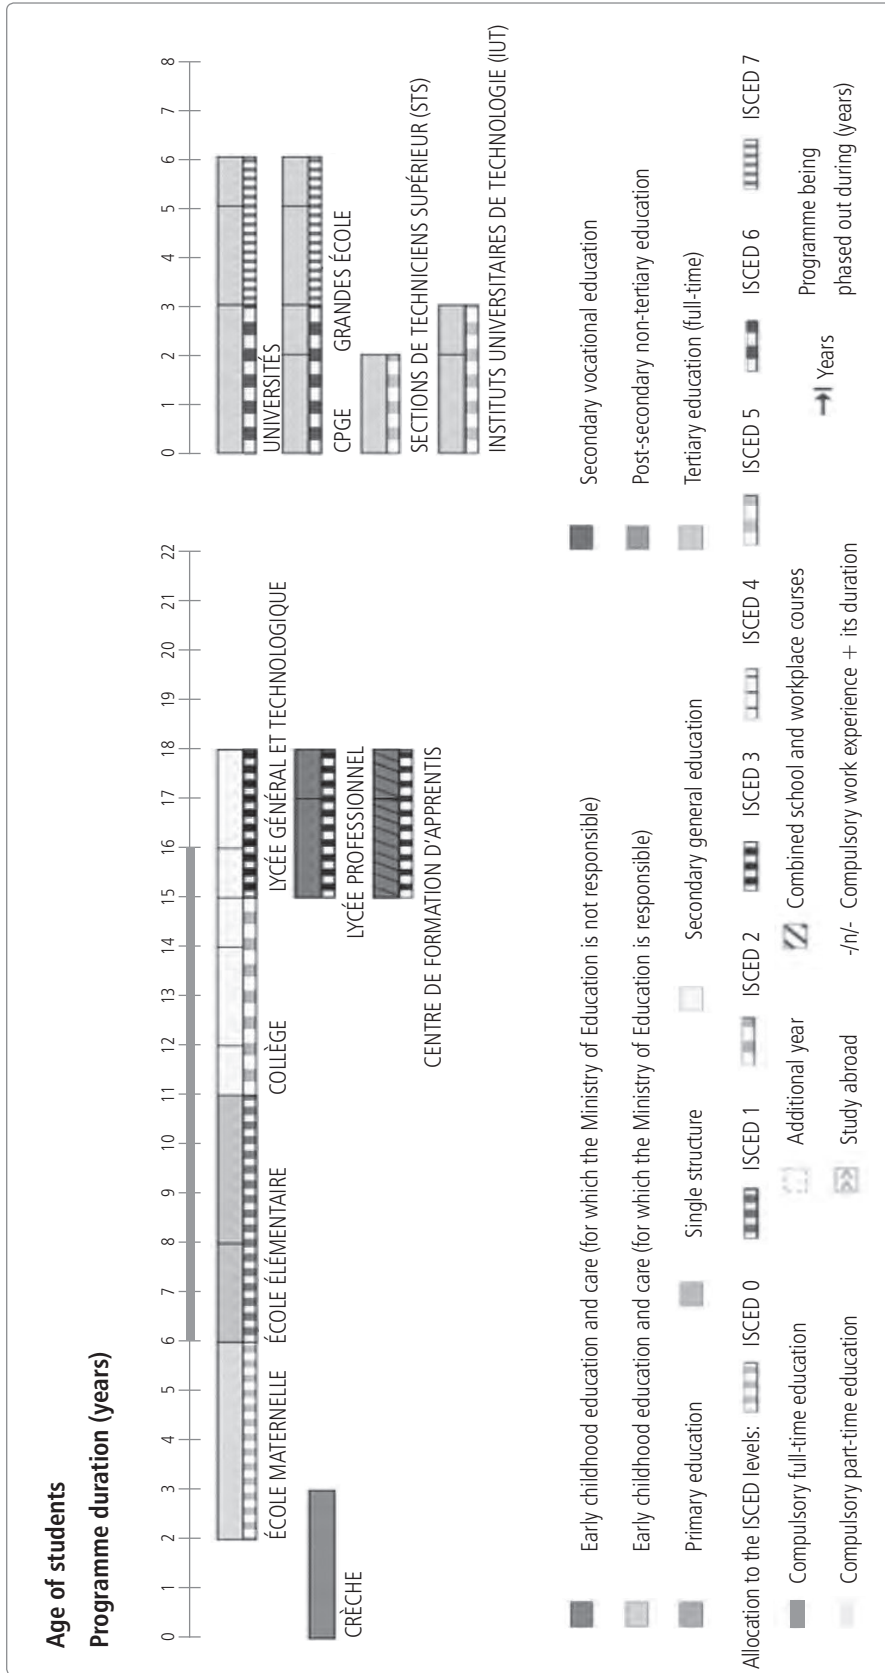 Age of students
Programme duration (years)
0 1 2 3 4 5 6 7 8 9 10 11 12 13 14 15 16 17 18 19 20 21 22
0 1 2 3 4 5 6 7 8
CRÈCHE
ÉCOLE MATERNELLE
ÉCOLE ÉLÉMENTAIRE
COLLÈGE
LYCÉE GÉNÉRAL ET TECHNOLOGIQUE
LYCÉE PROFESSIONNEL
CENTRE DE FORMATION D'APPRENTIS
UNIVERSITÉS
CPGE
GRANDES ÉCOLE
SECTIONS DE TECHNICIENS SUPÉRIEUR (STS)
INSTITUTS UNIVERSITAIRES DE TECHNOLOGIE (IUT)
Early childhood education and care (for which the Ministry of Education is not responsible)
Secondary vocational education
Early childhood education and care (for which the Ministry of Education is responsible)
Post-secondary non-tertiary education
Primary education
Single structure
Secondary general education
Tertiary education (full-time)
Allocation to the ISCED levels: ISCED 0 ISCED 1 ISCED 2 ISCED 3 ISCED 4 ISCED 5 ISCED 6 ISCED 7
Compulsory full-time education
Additional year
Combined school and workplace courses
Years
Programme being
phased out during (years)
Compulsory part-time education
Study abroad
-/n/- Compulsory work experience + its duration